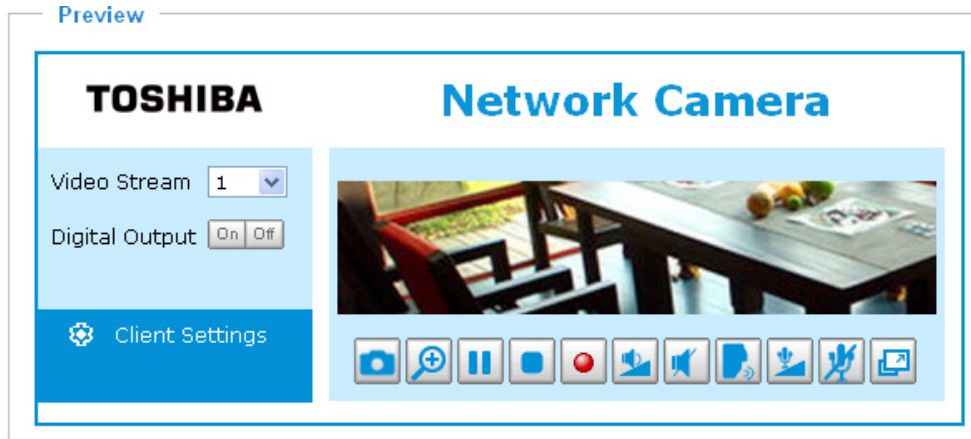 Preview
TOSHIBA
Network Camera
Video Stream 1
Digital Output On Off
Client Settings